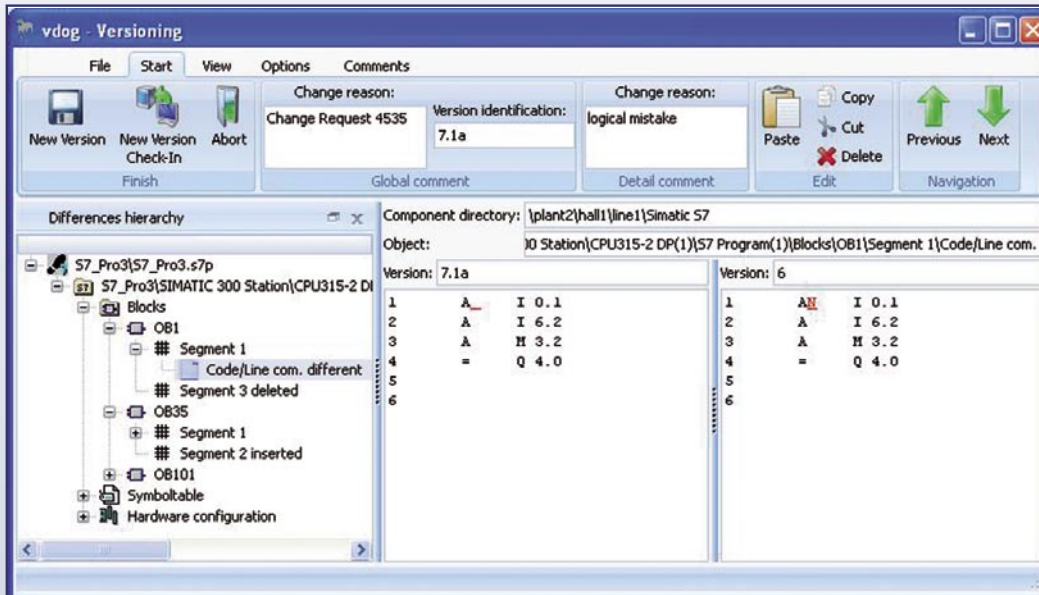 vdog - Versioning
File Start View Options Comments
Change reason: Change reason:
Change Request 4535 Version identification: logical mistake
7.1a
New Version New Version Check-In Abort Paste Copy Cut Delete Previous Next
Finish Global comment Detail comment Edit Navigation
Differences hierarchy x
S7_Pro3\S7_Pro3.s7p
S7 S7_Pro3\SIMATIC 300 Station\CPU315-2 D
Blocks
OB1
Segment 1
Code/Line com. different
Segment 3 deleted
OB35
Segment 1
Segment 2 inserted
OB101
Symboltable
Hardware configuration
Component directory: \plant2\hall1\line1\Simatic S7
Object: 00 Station\CPU315-2 DP(1)\S7 Program(1)\Blocks\OB1\Segment 1\Code/Line com.
Version: 7.1a
1 A_ I 0.1
2 A I 6.2
3 A M 3.2
4 = Q 4.0
5
6
Version: 6
1 AN I 0.1
2 A I 6.2
3 A M 3.2
4 = Q 4.0
5
6